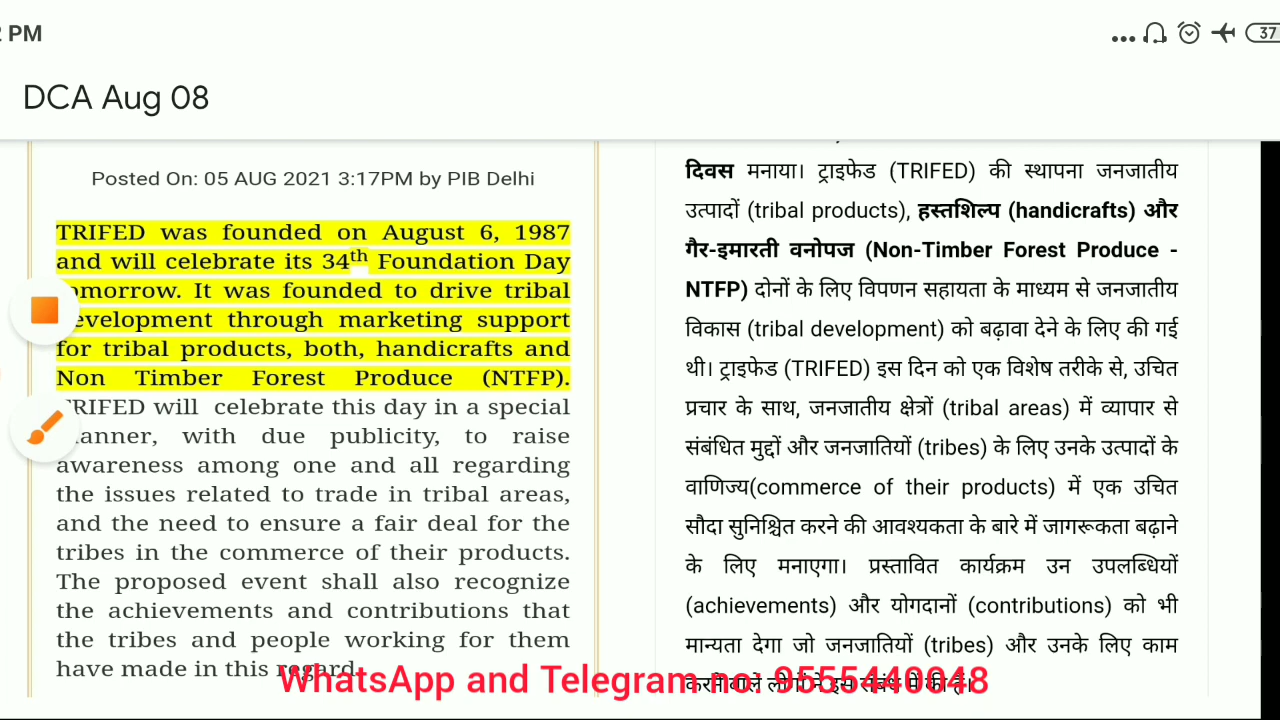 PM
37
DCA Aug 08
Posted On: 05 AUG 2021 3:17PM by PIB Delhi
TRIFED was founded on August 6, 1987
and will celebrate its 34th Foundation Day
tomorrow. It was founded to drive tribal
development through marketing support
for tribal products, both, handicrafts and
Non Timber Forest Produce (NTFP).
TRIFED will celebrate this day in a special
manner, with due publicity, to raise
awareness among one and all regarding
the issues related to trade in tribal areas,
and the need to ensure a fair deal for the
tribes in the commerce of their products.
The proposed event shall also recognize
the achievements and contributions that
the tribes and people working for them
have made in this regard.
दिवस मनाया। ट्राइफेड (TRIFED) की स्थापना जनजातीय
उत्पादों (tribal products), हस्तशिल्प (handicrafts) और
गैर-इमारती वनोपज (Non-Timber Forest Produce -
NTFP) दोनों के लिए विपणन सहायता के माध्यम से जनजातीय
विकास (tribal development) को बढ़ावा देने के लिए की गई
थी। ट्राइफेड (TRIFED) इस दिन को एक विशेष तरीके से, उचित
प्रचार के साथ, जनजातीय क्षेत्रों (tribal areas) में व्यापार से
संबंधित मुद्दों और जनजातियों (tribes) के लिए उनके उत्पादों के
वाणिज्य(commerce of their products) में एक उचित
सौदा सुनिश्चित करने की आवश्यकता के बारे में जागरूकता बढ़ाने
के लिए मनाएगा। प्रस्तावित कार्यक्रम उन उपलब्धियों
(achievements) और योगदानों (contributions) को भी
मान्यता देगा जो जनजातियों (tribes) और उनके लिए काम
करने वाले लोगों ने इस संबंध में की हैं।
WhatsApp and Telegram no. 9555440848